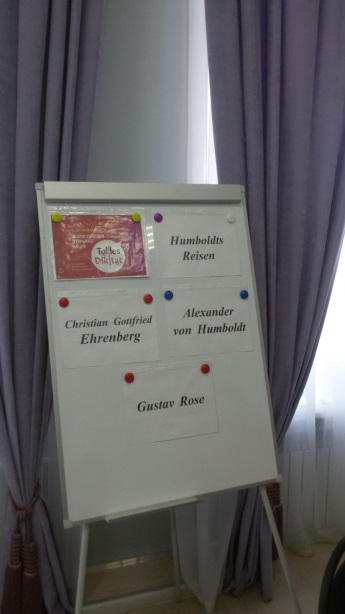 Tolles
Diktat
Humboldts
Reisen
Christian Gottfried
Ehrenberg
Alexander
von Humboldt
Gustav Rose